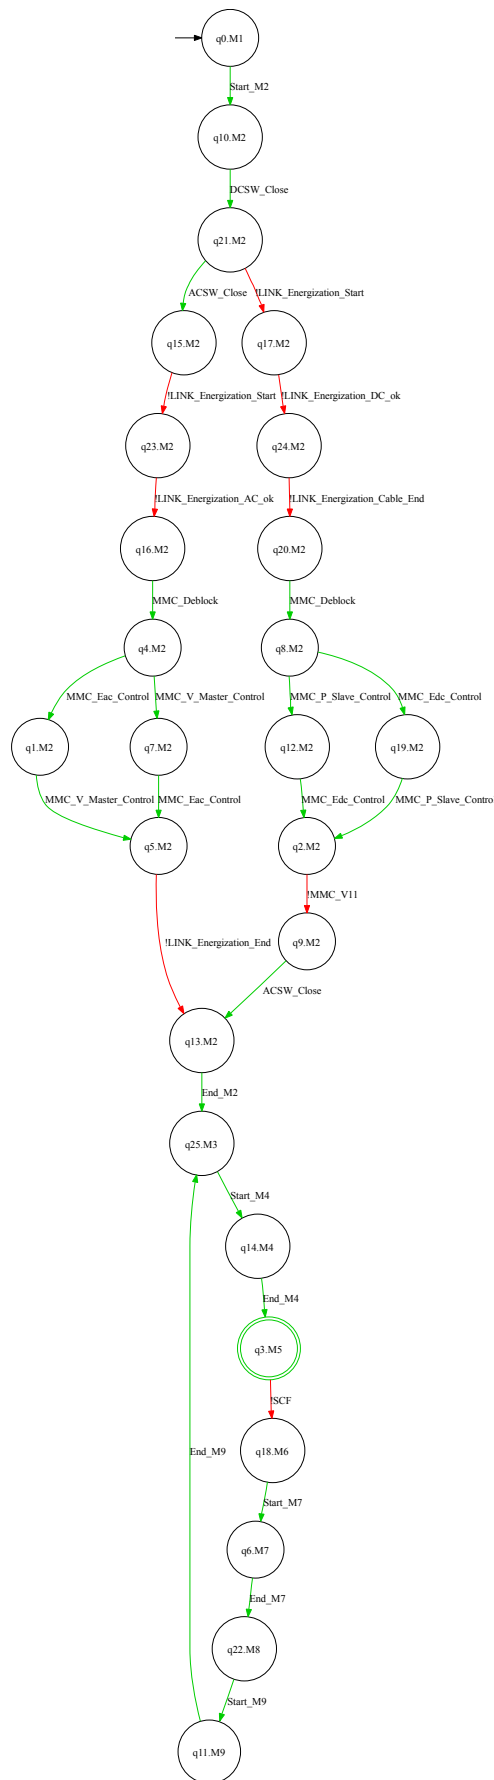 q0.M1
Start_M2
q10.M2
DCSW_Close
q21.M2
ACSW_Close !LINK_Energization_Start
q15.M2 q17.M2
!LINK_Energization_Start !LINK_Energization_DC_ok
q23.M2 q24.M2
!LINK_Energization_AC_ok !LINK_Energization_Cable_End
q16.M2 q20.M2
MMC_Deblock MMC_Deblock
q4.M2 q8.M2
MMC_Eac_Control MMC_V_Master_Control MMC_P_Slave_Control MMC_Edc_Control
q1.M2 q7.M2 q12.M2 q19.M2
MMC_V_Master_Control MMC_Eac_Control MMC_Edc_Control MMC_P_Slave_Control
q5.M2 q2.M2
!MMC_V11
!LINK_Energization_End q9.M2
ACSW_Close
q13.M2
End_M2
q25.M3
Start_M4
q14.M4
End_M4
q3.M5
!SCF
End_M9 q18.M6
Start_M7
q6.M7
End_M7
q22.M8
Start_M9
q11.M9